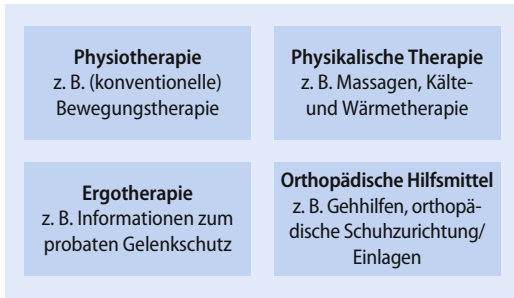 Physiotherapie
z. B. (konventionelle)
Bewegungstherapie
Physikalische Therapie
z. B. Massagen, Kälte-
und Wärmetherapie
Ergotherapie
z. B. Informationen zum
probaten Gelenkschutz
Orthopädische Hilfsmittel
z. B. Gehhilfen, orthopä-
dische Schuhzurichtung/
Einlagen